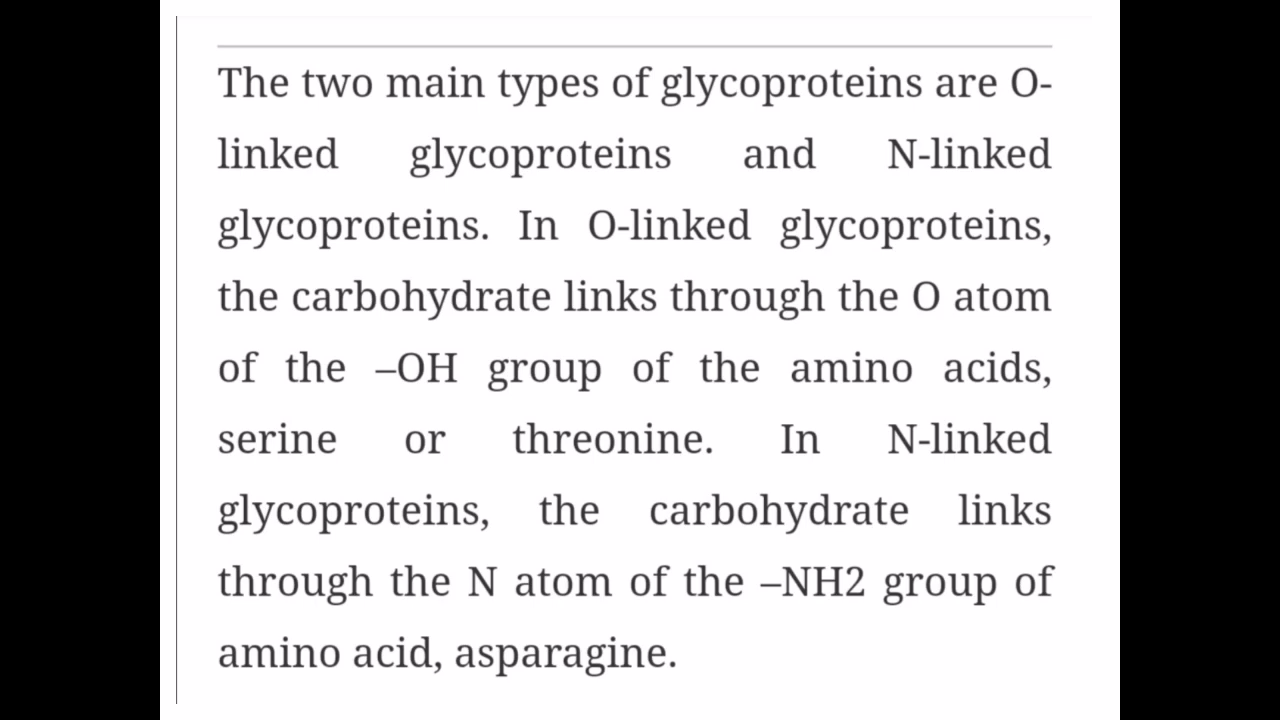 The two main types of glycoproteins are O-
linked glycoproteins and N-linked
glycoproteins. In O-linked glycoproteins,
the carbohydrate links through the O atom
of the –OH group of the amino acids,
serine or threonine. In N-linked
glycoproteins, the carbohydrate links
through the N atom of the –NH2 group of
amino acid, asparagine.